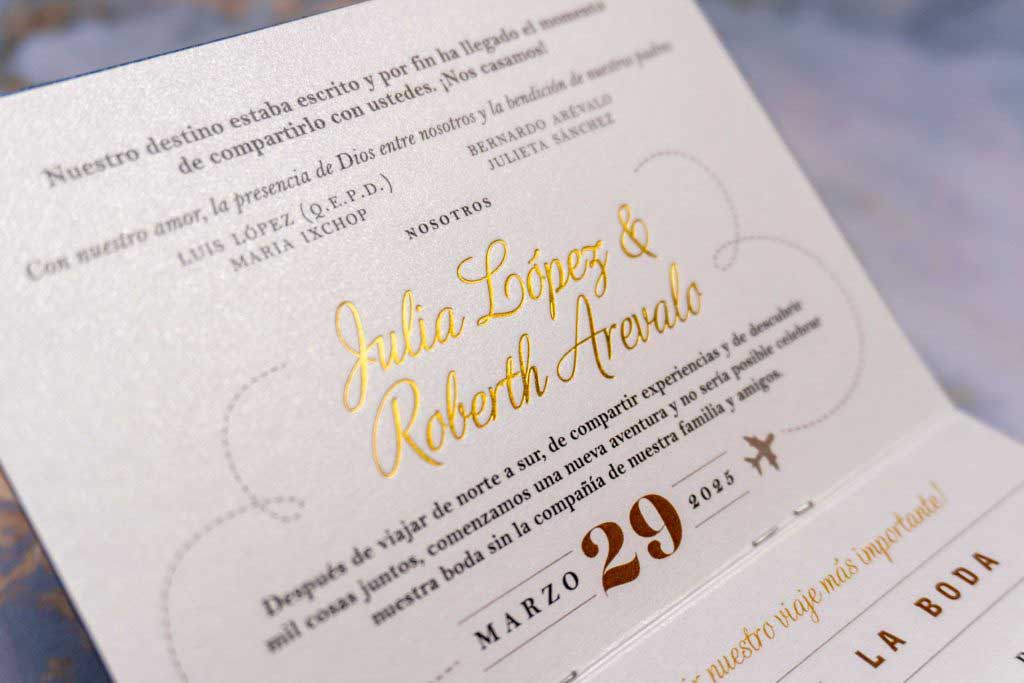 Nuestro destino estaba escrito y por fin ha llegado el momento
de compartirlo con ustedes. ¡Nos casamos!
Con nuestro amor, la presencia de Dios entre nosotros y la bendición de nuestros padres
LUIS LÓPEZ (Q.E.P.D.)
MARIA IXCHOP
BERNARDO ARÉVALO
JULIETA SÁNCHEZ
NOSOTROS
Julia López &
Roberth Arevalo
Después de viajar de norte a sur, de compartir experiencias y de descubrir
mil cosas juntos, comenzamos una nueva aventura y no sería posible celebrar
nuestra boda sin la compañía de nuestra familia y amigos.
MARZO 29 2025
nuestro viaje más importante!
LA BODA